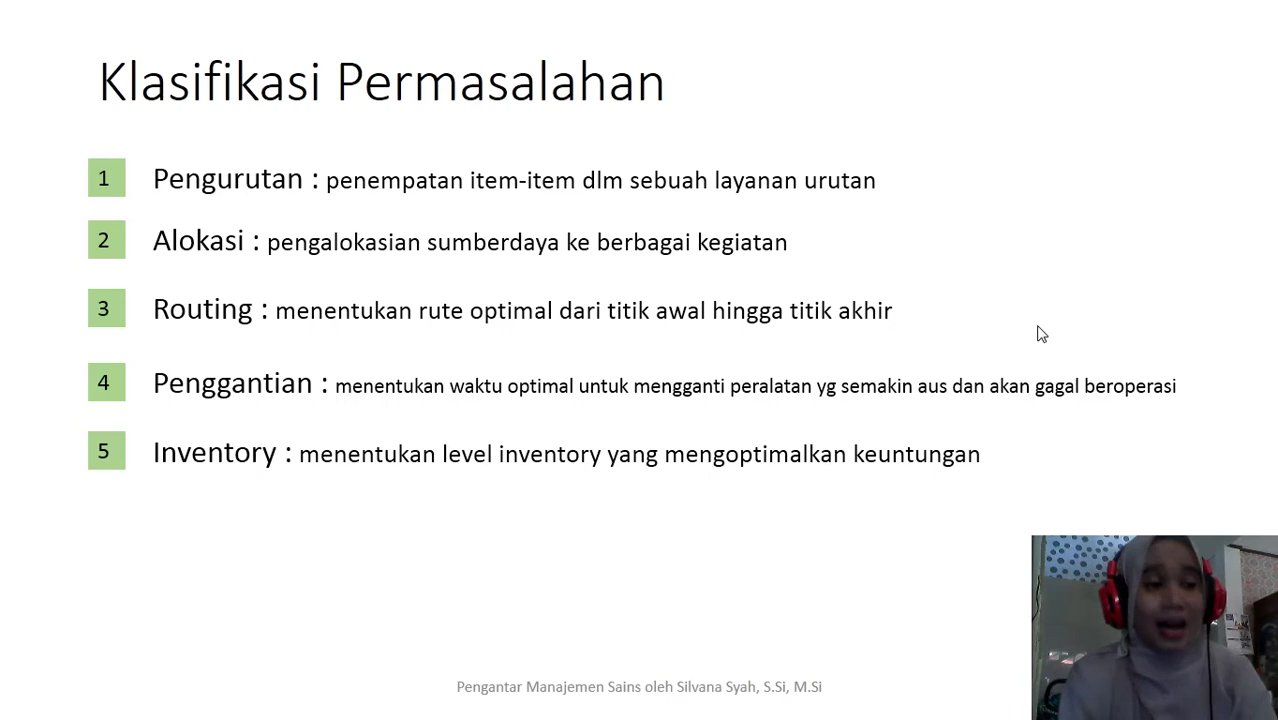 Klasifikasi Permasalahan
1 Pengurutan : penempatan item-item dlm sebuah layanan urutan
2 Alokasi : pengalokasian sumberdaya ke berbagai kegiatan
3 Routing : menentukan rute optimal dari titik awal hingga titik akhir
4 Penggantian : menentukan waktu optimal untuk mengganti peralatan yg semakin aus dan akan gagal beroperasi
5 Inventory : menentukan level inventory yang mengoptimalkan keuntungan
Pengantar Manajemen Sains oleh Silvana Syah, S.Si, M.Si